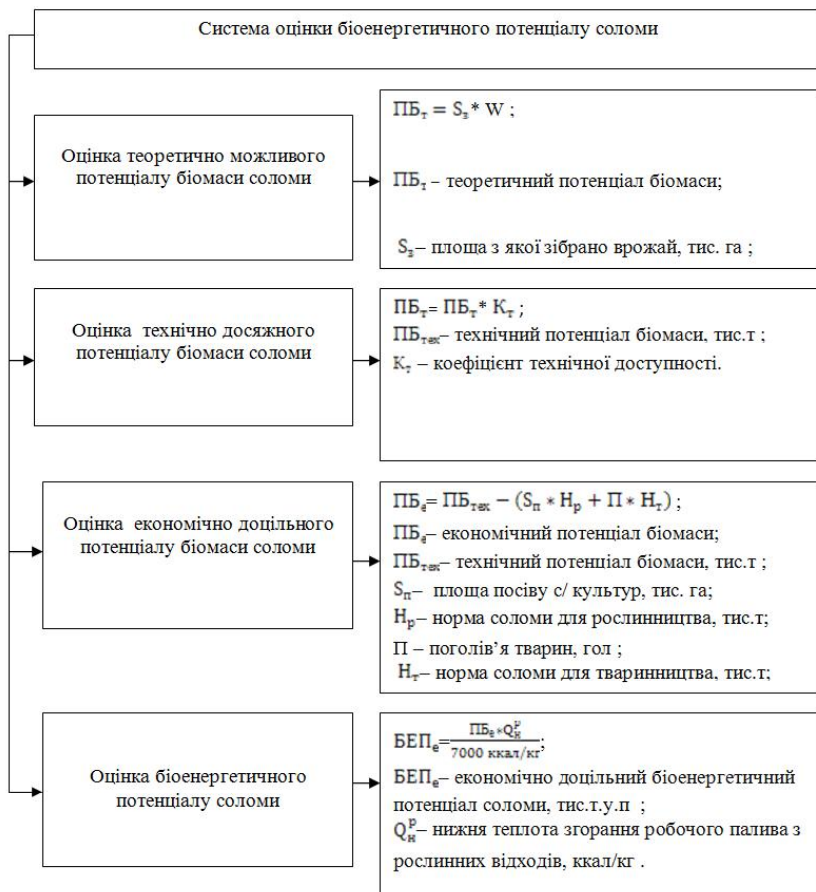 Система оцінки біоенергетичного потенціалу соломи
Оцінка теоретично можливого
потенціалу біомаси соломи
ПБт = Sз* W ;
ПБт – теоретичний потенціал біомаси;
Sз– площа з якої зібрано врожай, тис. га ;
Оцінка технічно досяжного
потенціалу біомаси соломи
ПБт= ПБт* Кт ;
ПБтех– технічний потенціал біомаси, тис.т ;
Кт – коефіцієнт технічної доступності.
Оцінка економічно доцільного
потенціалу біомаси соломи
ПБе= ПБтех − (Sп * Нр + П * Нт) ;
ПБе– економічний потенціал біомаси;
ПБтех– технічний потенціал біомаси, тис.т ;
Sп– площа посіву с/ культур, тис. га;
Нр– норма соломи для рослинництва, тис.т;
П – поголів’я тварин, гол ;
Нт– норма соломи для тваринництва, тис.т;
Оцінка біоенергетичного
потенціалу соломи
БЕПе= ПБе*Qнр / 7000 ккал/кг;
БЕПе– економічно доцільний біоенергетичний
потенціал соломи, тис.т.у.п ;
Qнр– нижня теплота згорання робочого палива з
рослинних відходів, ккал/кг .